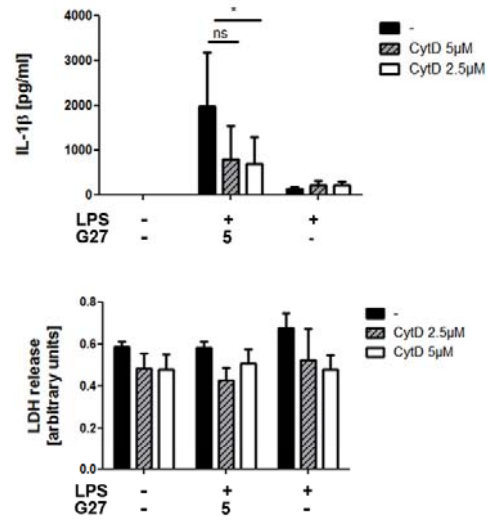 *
ns
-
CytD 5µM
CytD 2.5µM
IL-1β [pg/ml]
4000
3000
2000
1000
0
LPS - + +
G27 - 5 -
-
CytD 2.5µM
CytD 5µM
LDH release
[arbitrary units]
0.8
0.6
0.4
0.2
0.0
LPS - + +
G27 - 5 -